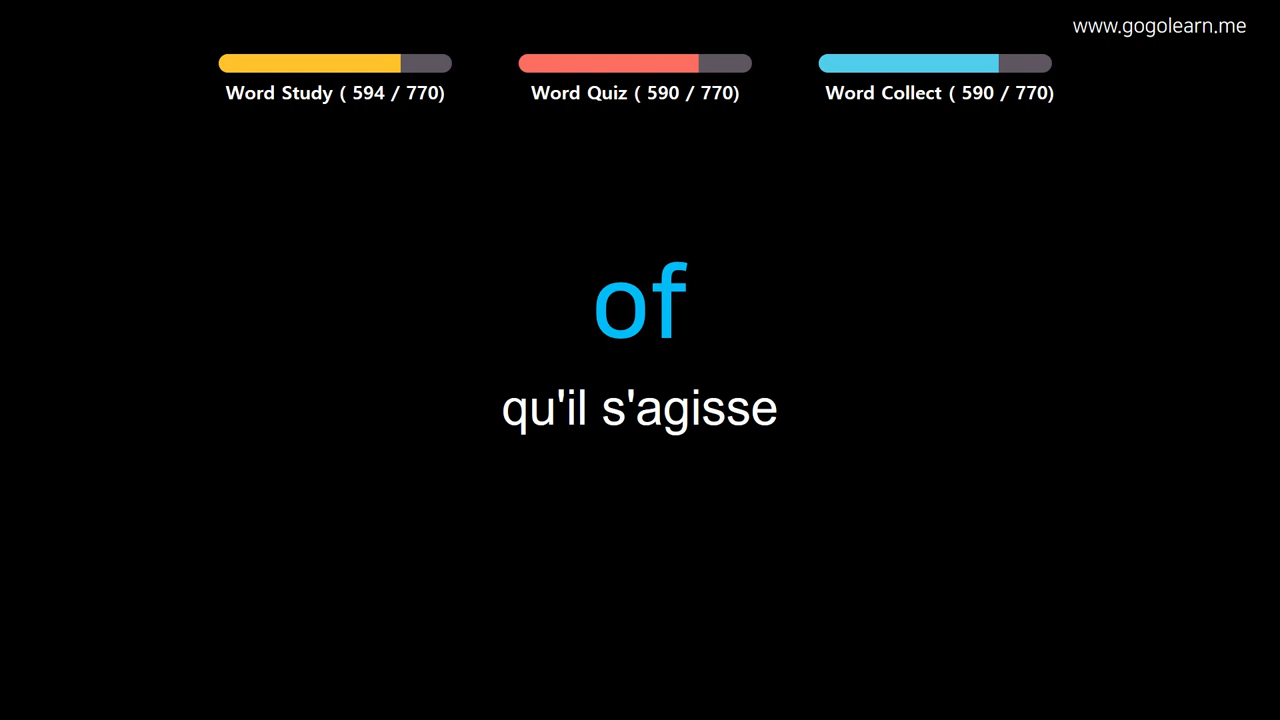 www.gogolearn.me
Word Study ( 594 / 770)
Word Quiz ( 590 / 770)
Word Collect ( 590 / 770)
of
qu'il s'agisse